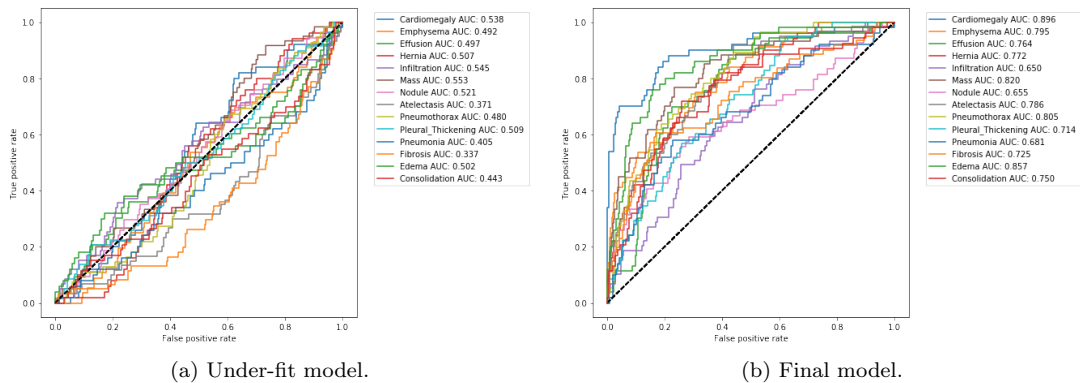 1.0
0.8
0.6
0.4
0.2
0.0
True positive rate
0.0 0.2 0.4 0.6 0.8 1.0
False positive rate
Cardiomegaly AUC: 0.538
Emphysema AUC: 0.492
Effusion AUC: 0.497
Hernia AUC: 0.507
Infiltration AUC: 0.545
Mass AUC: 0.553
Nodule AUC: 0.521
Atelectasis AUC: 0.371
Pneumothorax AUC: 0.480
Pleural_Thickening AUC: 0.509
Pneumonia AUC: 0.405
Fibrosis AUC: 0.337
Edema AUC: 0.502
Consolidation AUC: 0.443
(a) Under-fit model.
1.0
0.8
0.6
0.4
0.2
0.0
True positive rate
0.0 0.2 0.4 0.6 0.8 1.0
False positive rate
Cardiomegaly AUC: 0.896
Emphysema AUC: 0.795
Effusion AUC: 0.764
Hernia AUC: 0.772
Infiltration AUC: 0.650
Mass AUC: 0.820
Nodule AUC: 0.655
Atelectasis AUC: 0.786
Pneumothorax AUC: 0.805
Pleural_Thickening AUC: 0.714
Pneumonia AUC: 0.681
Fibrosis AUC: 0.725
Edema AUC: 0.857
Consolidation AUC: 0.750
(b) Final model.